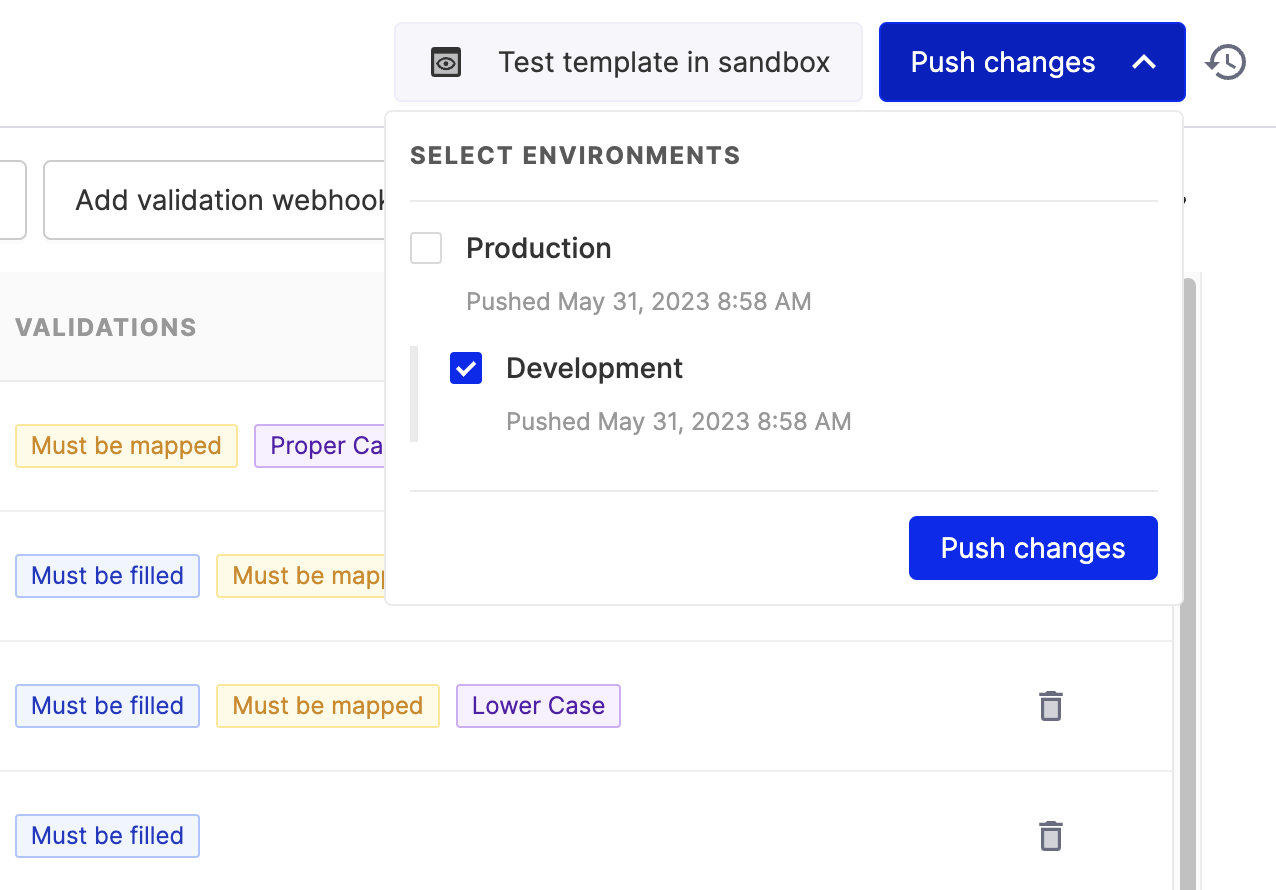 Test template in sandbox
Push changes
SELECT ENVIRONMENTS
Add validation webhook
Production
Pushed May 31, 2023 8:58 AM
VALIDATIONS
Development
Pushed May 31, 2023 8:58 AM
Must be mapped
Proper Ca
Push changes
Must be filled
Must be mapp
Must be filled
Must be mapped
Lower Case
Must be filled